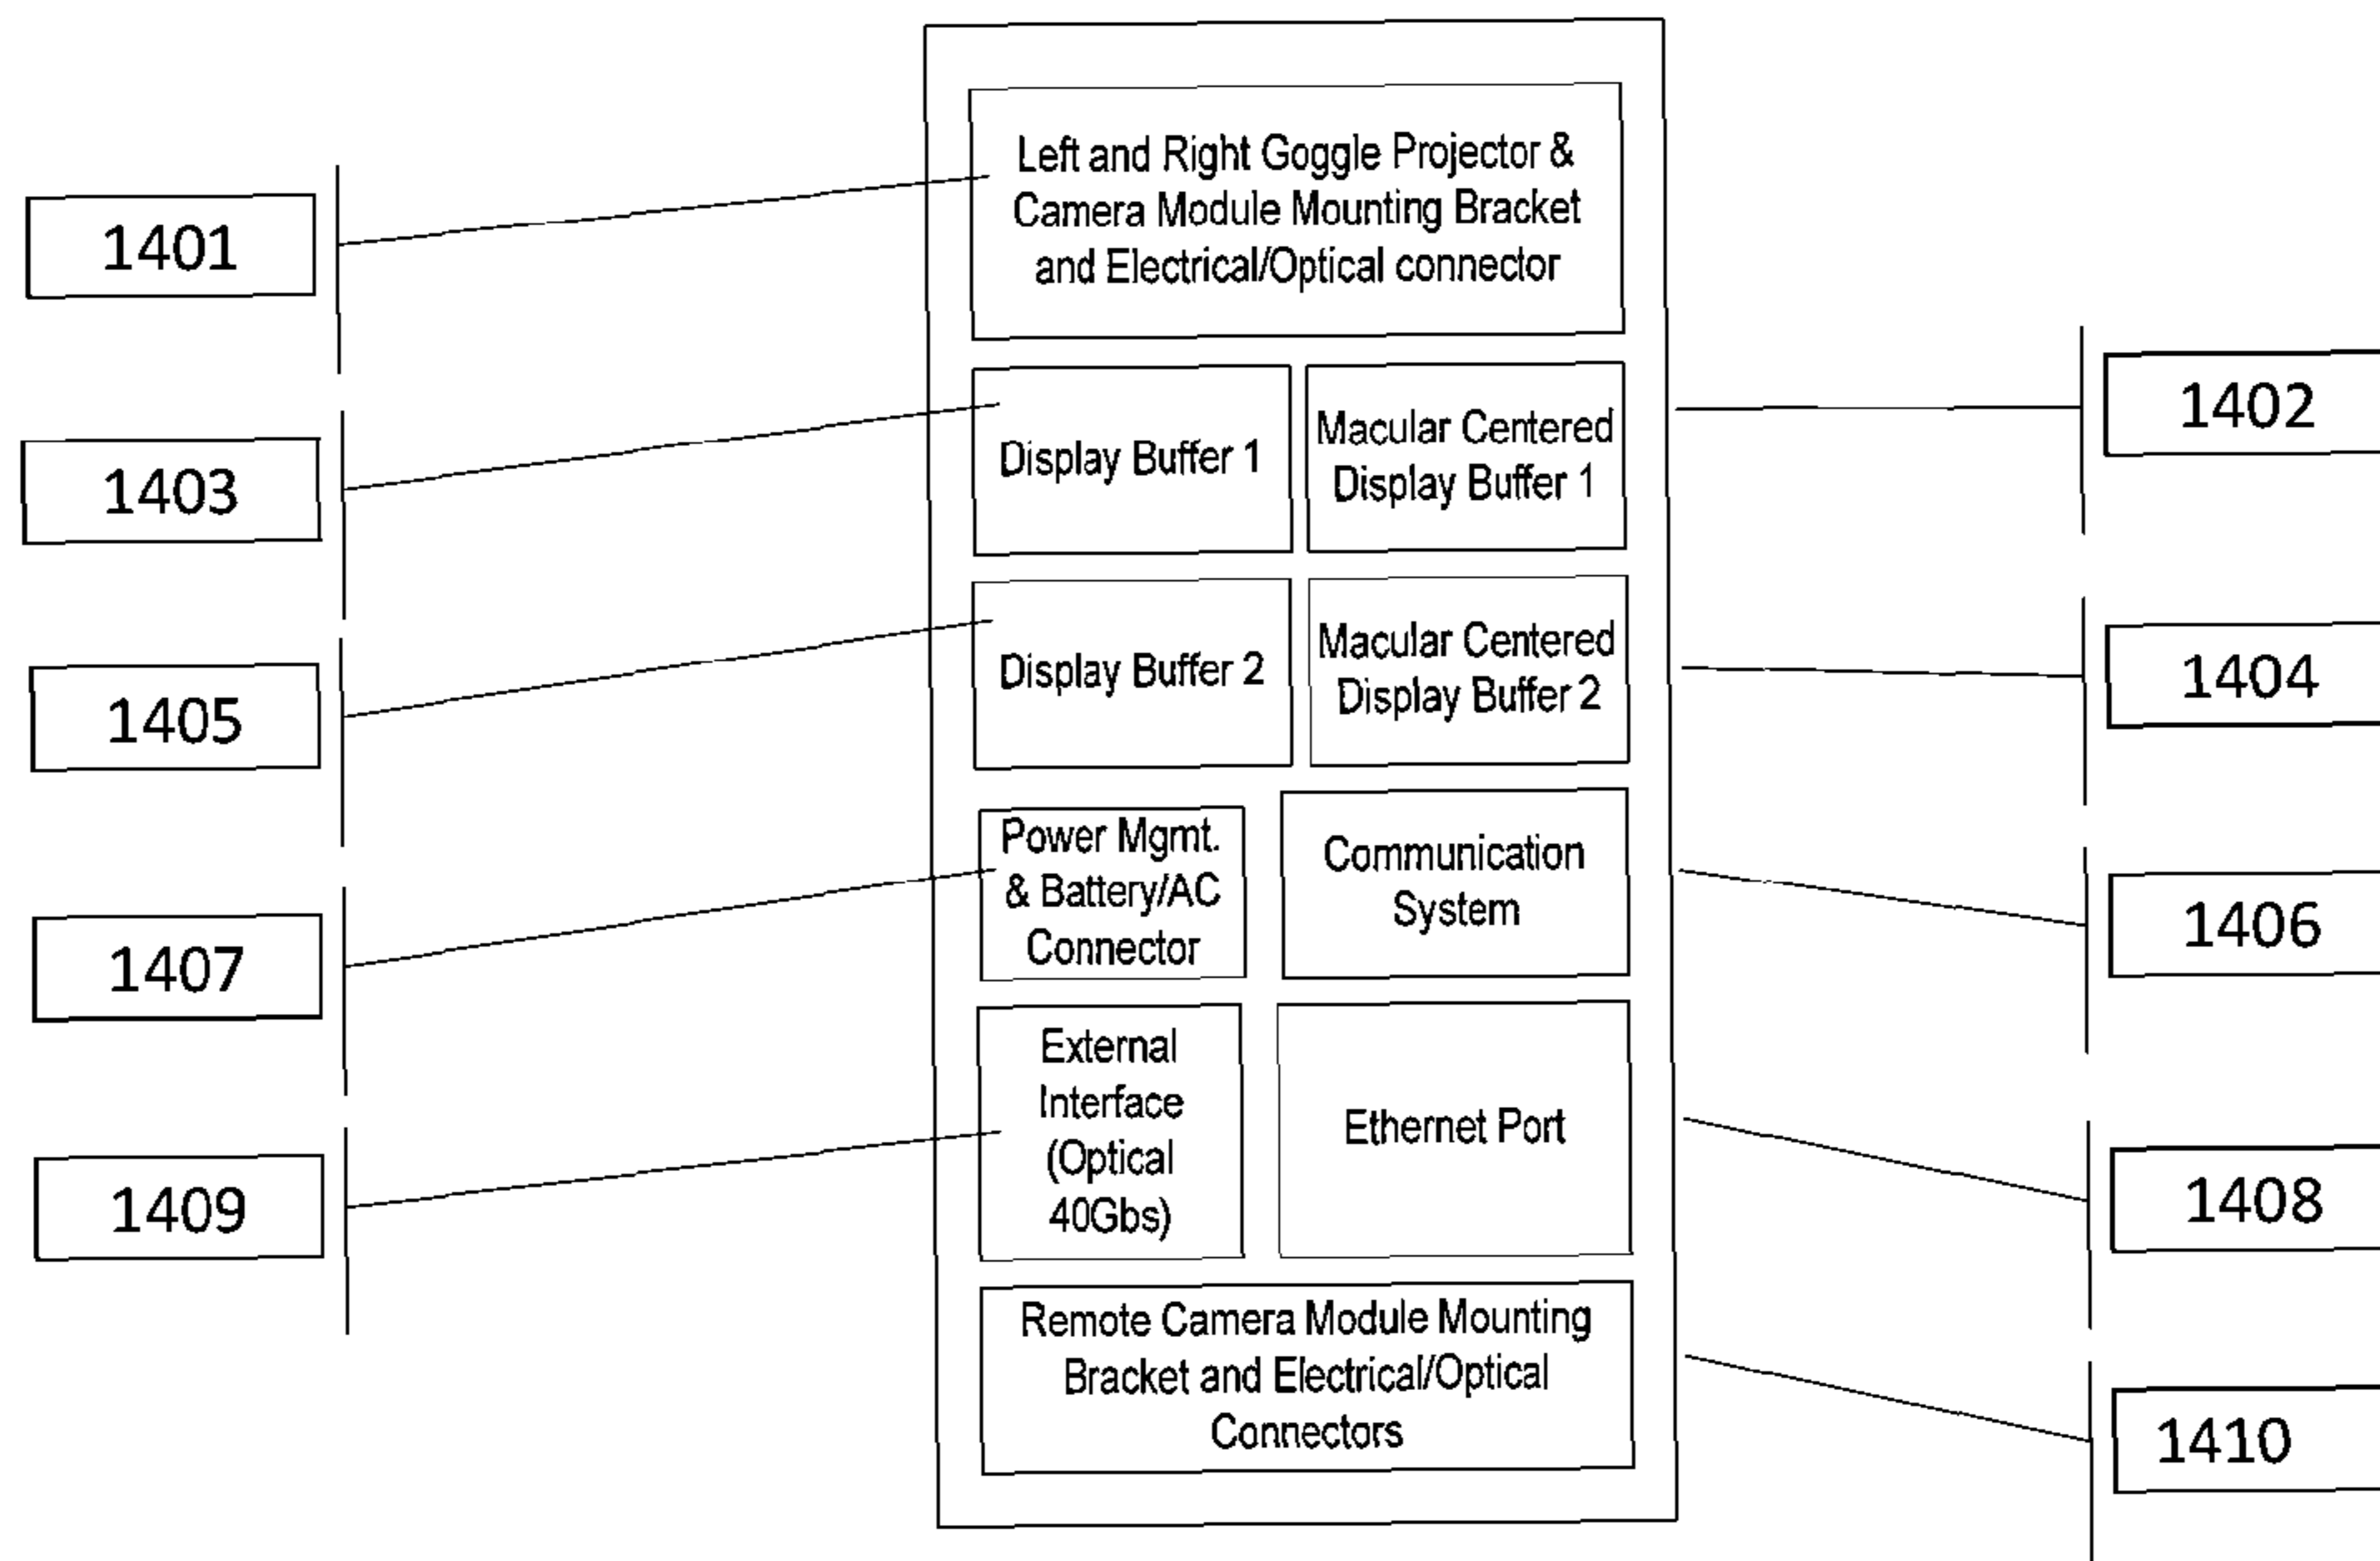 Left and Right Goggle Projector &
Camera Module Mounting Bracket
and Electrical/Optical connector
1401
1402
Display Buffer 1
Macular Centered
Display Buffer 1
1403
Display Buffer 2
Macular Centered
Display Buffer 2
1404
1405
Power Mgmt.
& Battery/AC
Connector
Communication
System
1406
1407
External
Interface
(Optical
40Gbs)
Ethernet Port
1408
1409
Remote Camera Module Mounting
Bracket and Electrical/Optical
Connectors
1410